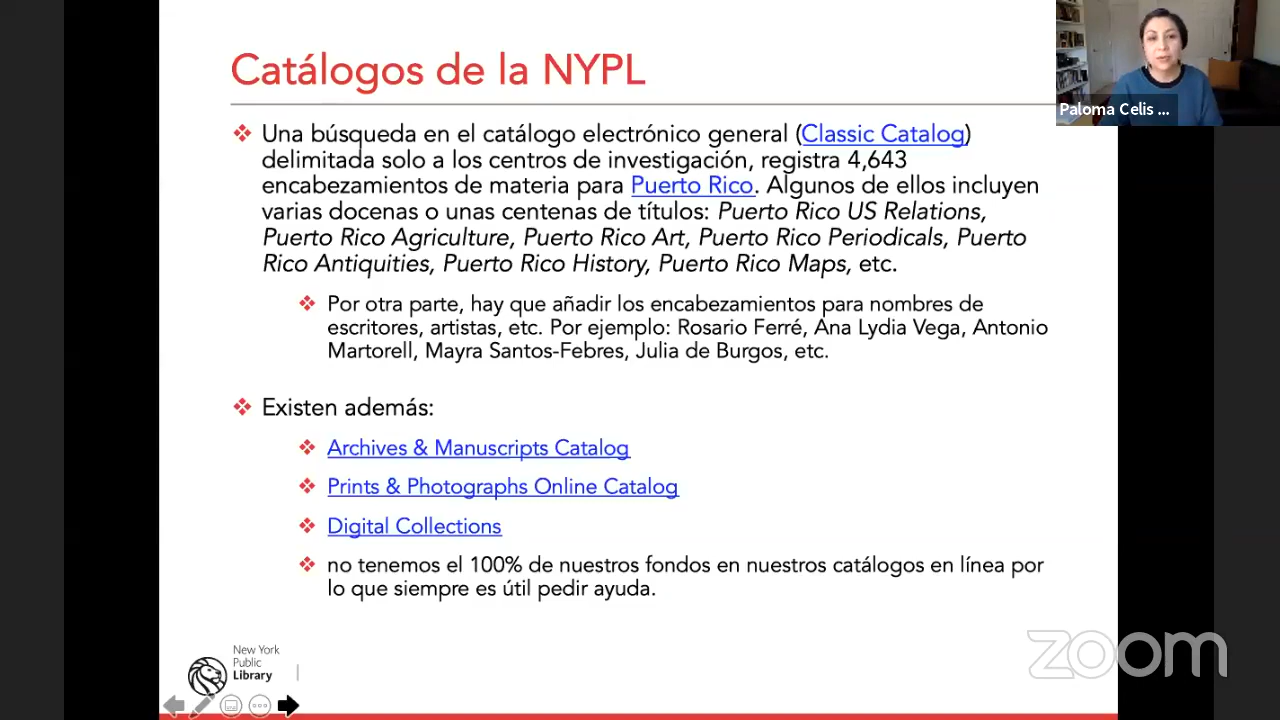 Catálogos de la NYPL
Paloma Celis ...
❖ Una búsqueda en el catálogo electrónico general (Classic Catalog)
delimitada solo a los centros de investigación, registra 4,643
encabezamientos de materia para Puerto Rico. Algunos de ellos incluyen
varias docenas o unas centenas de títulos: Puerto Rico US Relations,
Puerto Rico Agriculture, Puerto Rico Art, Puerto Rico Periodicals, Puerto
Rico Antiquities, Puerto Rico History, Puerto Rico Maps, etc.
❖ Por otra parte, hay que añadir los encabezamientos para nombres de
escritores, artistas, etc. Por ejemplo: Rosario Ferré, Ana Lydia Vega, Antonio
Martorell, Mayra Santos-Febres, Julia de Burgos, etc.
❖ Existen además:
❖ Archives & Manuscripts Catalog
❖ Prints & Photographs Online Catalog
❖ Digital Collections
❖ no tenemos el 100% de nuestros fondos en nuestros catálogos en línea por
lo que siempre es útil pedir ayuda.
New York
Public
Library
zoom